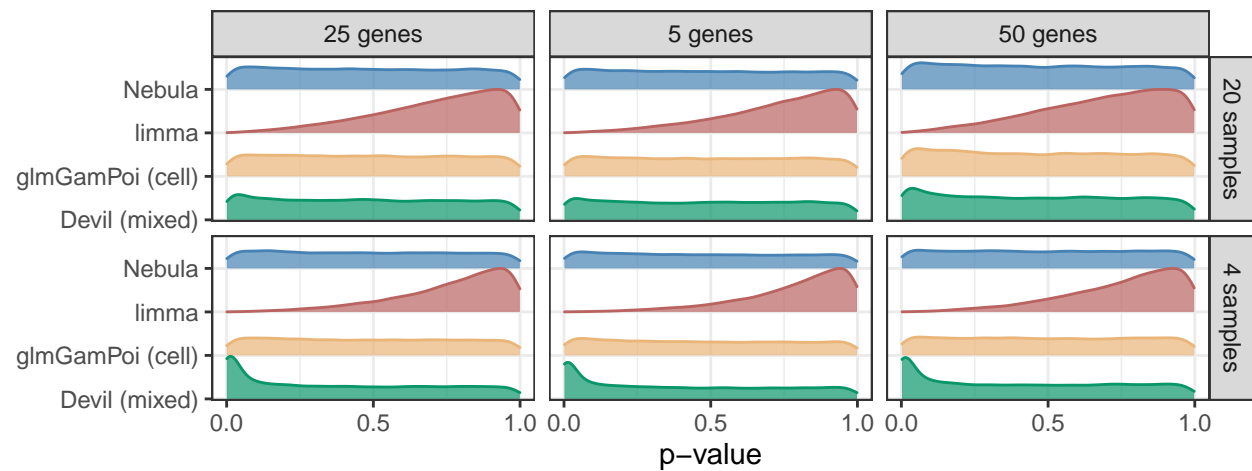 25 genes
5 genes
50 genes
Nebula
limma
glmGamPoi (cell)
Devil (mixed)
20 samples
Nebula
limma
glmGamPoi (cell)
Devil (mixed)
4 samples
0.0 0.5 1.0 0.0 0.5 1.0 0.0 0.5 1.0
p−value